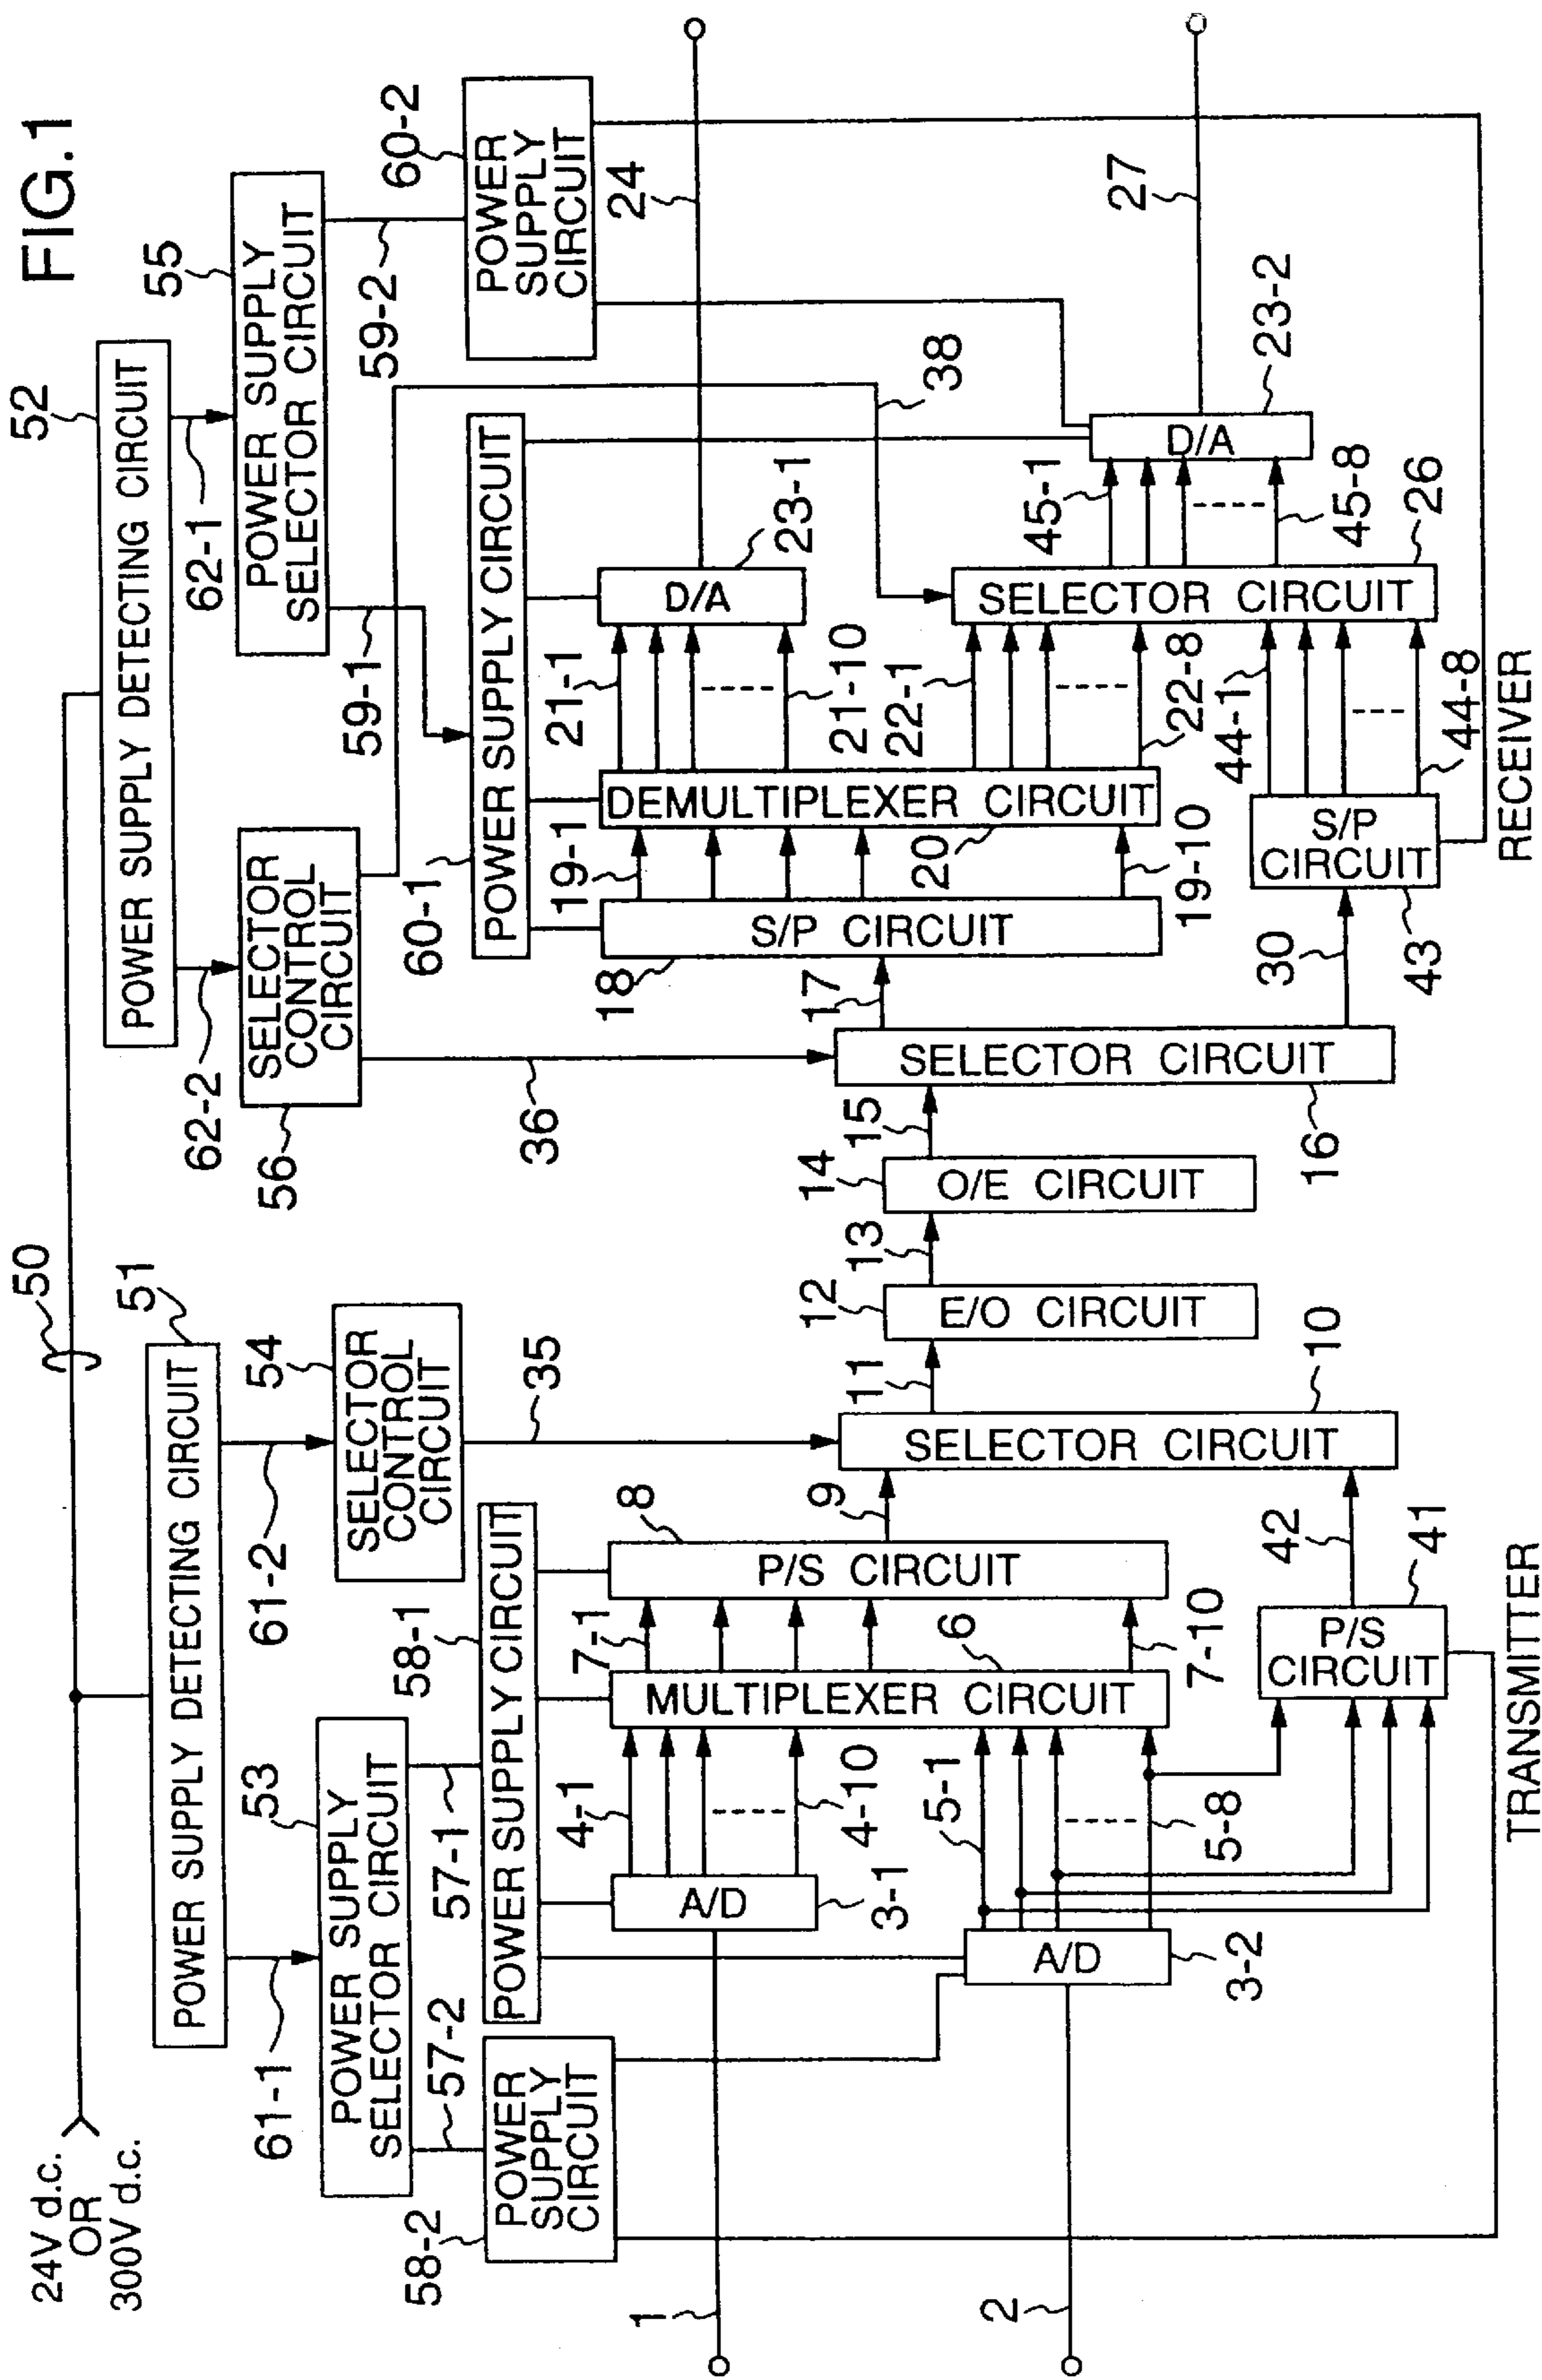 FIG.1
24V d.c.
OR
300V d.c.
50
51
POWER SUPPLY DETECTING CIRCUIT
61-1
61-2
53
POWER SUPPLY
SELECTOR CIRCUIT
54
SELECTOR
CONTROL
CIRCUIT
57-2
57-1
58-2
POWER
SUPPLY
CIRCUIT
58-1
POWER SUPPLY CIRCUIT
35
1
2
A/D
3-1
A/D
3-2
4-1
4-10
5-1
5-8
MULTIPLEXER CIRCUIT
6
7-1
7-10
8
P/S CIRCUIT
9
P/S
CIRCUIT
41
42
SELECTOR CIRCUIT
10
11
12
E/O CIRCUIT
13
14
O/E CIRCUIT
15
TRANSMITTER
52
POWER SUPPLY DETECTING CIRCUIT
62-2
62-1
56
SELECTOR
CONTROL
CIRCUIT
55
POWER SUPPLY
SELECTOR CIRCUIT
59-1
59-2
60-1
POWER SUPPLY CIRCUIT
60-2
POWER
SUPPLY
CIRCUIT
36
38
SELECTOR CIRCUIT
16
17
18
S/P CIRCUIT
19-1
19-10
DEMULTIPLEXER CIRCUIT
20
21-1
21-10
22-1
22-8
D/A
23-1
24
30
S/P
CIRCUIT
43
44-1
44-8
SELECTOR CIRCUIT
26
45-1
45-8
D/A
23-2
27
RECEIVER